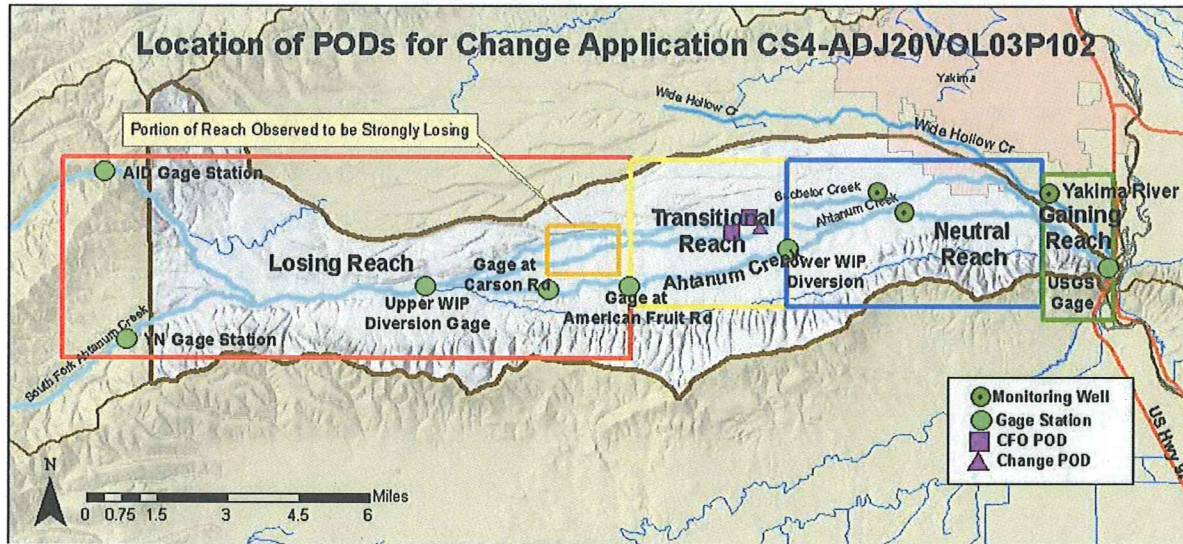 Location of PODs for Change Application CS4-ADJ20VOL03P102
Yakima
Wide Hollow Cr
Wide Hollow Cr
Portion of Reach Observed to be Strongly Losing
AID Gage Station
Bachelor Creek
Ahtanum Creek
Yakima River
Gaining
Reach
Transitional
Reach
Neutral
Reach
Losing Reach
Gage at
Carson Rd
Ahtanum Creek
Lower WIP
Diversion
USGS
Gage
Upper WIP
Diversion Gage
Gage at
American Fruit Rd
South Fork Ahtanum Creek
YN Gage Station
US Hwy
Monitoring Well
Gage Station
CFO POD
Change POD
N
Miles
0 0.75 1.5 3 4.5 6